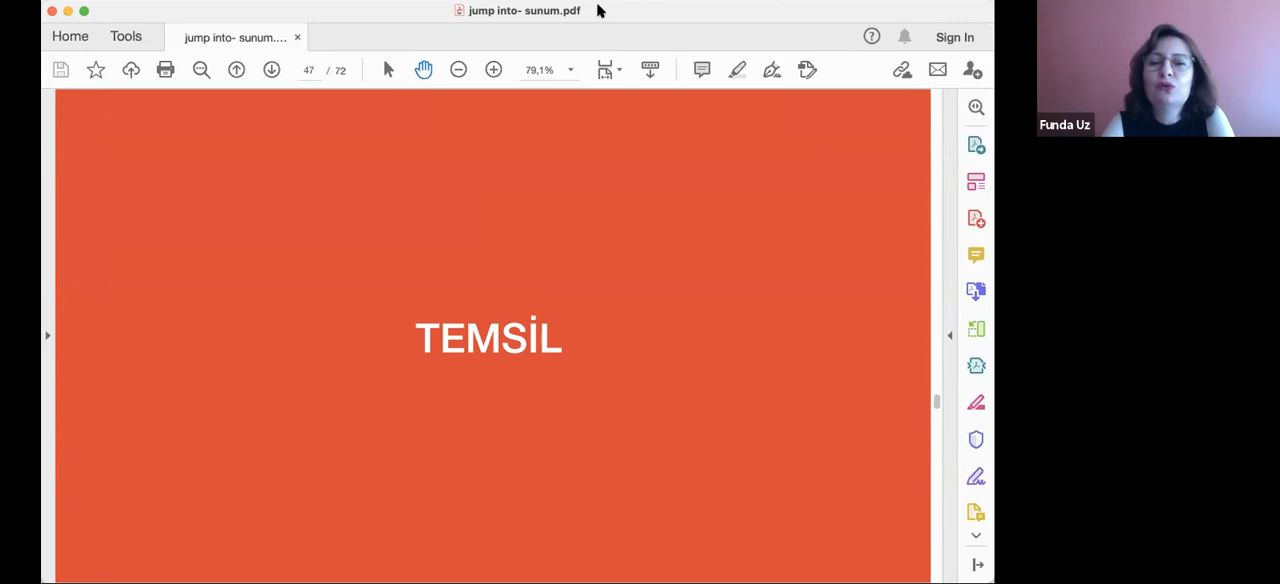 jump into- sunum.pdf
Home Tools jump into- sunum.... × Sign In
47 / 72 79,1%
Funda Uz
TEMSİL